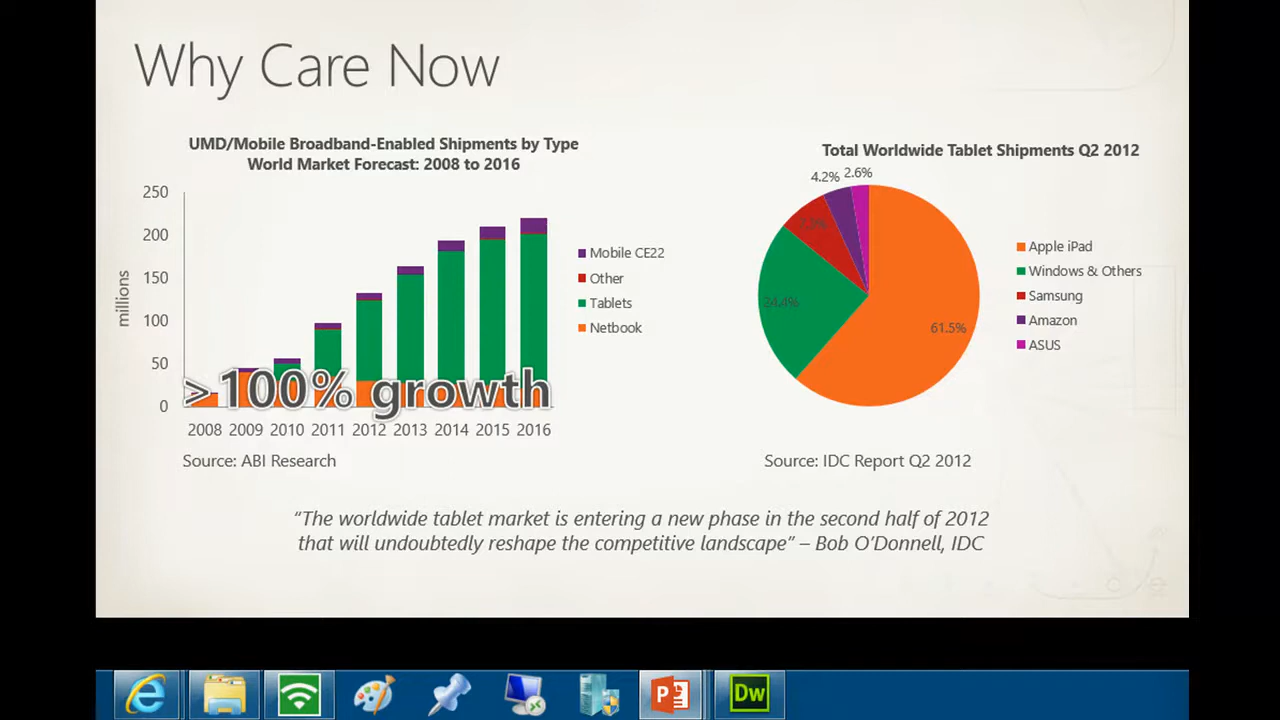 Why Care Now
UMD/Mobile Broadband-Enabled Shipments by Type
World Market Forecast: 2008 to 2016
250
200
150
100
50
0
millions
> 100% growth
2008 2009 2010 2011 2012 2013 2014 2015 2016
Mobile CE22
Other
Tablets
Netbook
Source: ABI Research
Total Worldwide Tablet Shipments Q2 2012
4.2% 2.6%
24.4%
61.5%
Apple iPad
Windows & Others
Samsung
Amazon
ASUS
Source: IDC Report Q2 2012
“The worldwide tablet market is entering a new phase in the second half of 2012
that will undoubtedly reshape the competitive landscape” – Bob O’Donnell, IDC
P
Dw